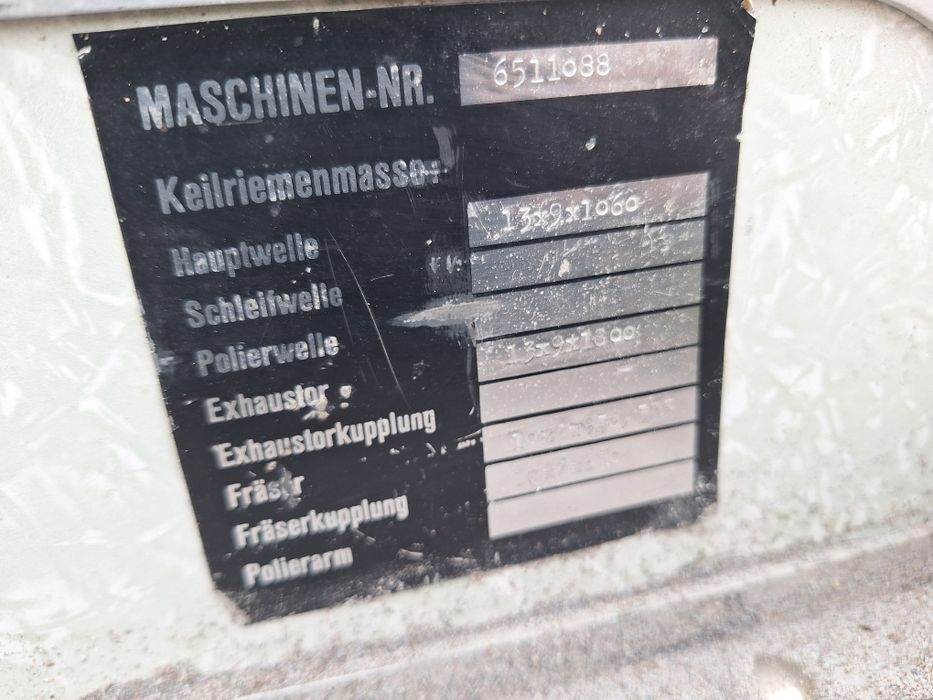 MASCHINEN-NR. 6511088
Keilriemenmasse:
Hauptwelle 13x9x1060
Schleifwelle
Polierwelle
Exhaustor 13x9x1800
Exhaustorkupplung
Fräser
Fräserkupplung
Polierarm